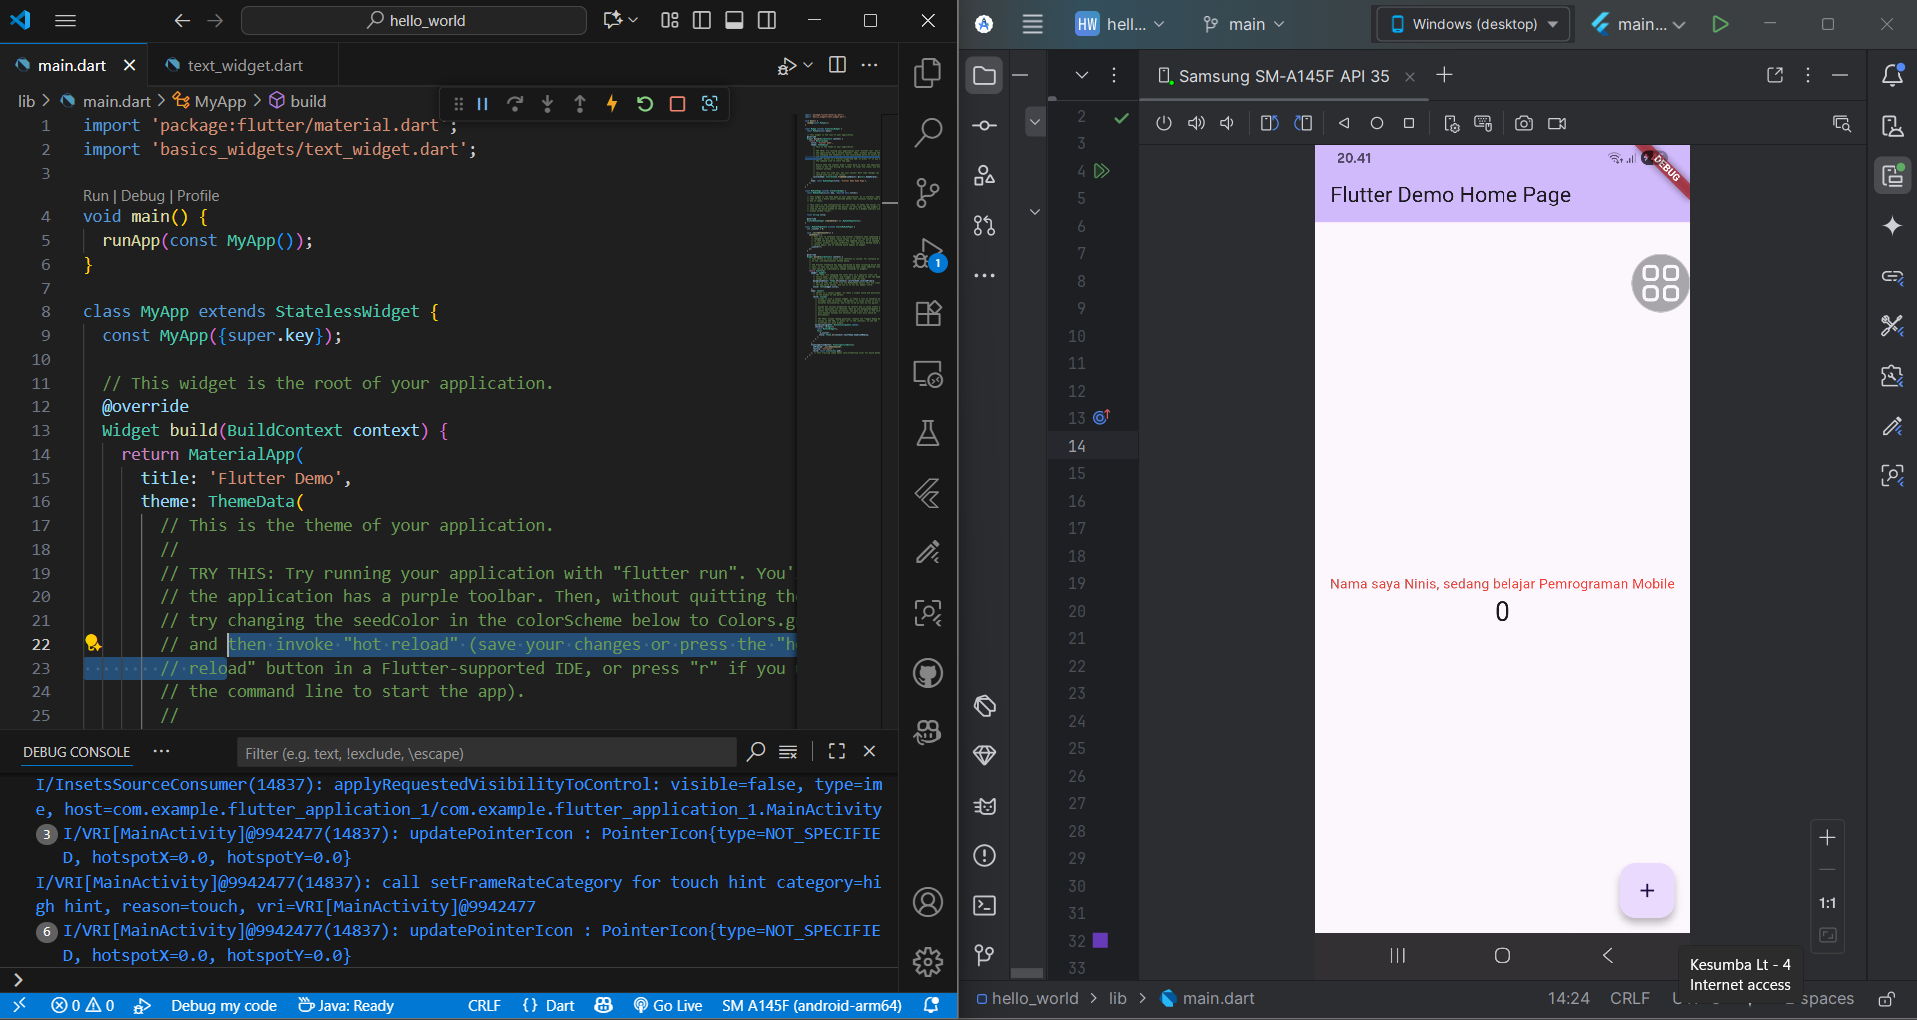 hello_world
main.dart
text_widget.dart
lib > main.dart > MyApp > build
1 import 'package:flutter/material.dart';
2 import 'basics_widgets/text_widget.dart';
3
Run | Debug | Profile
4 void main() {
5 runApp(const MyApp());
6 }
7
8 class MyApp extends StatelessWidget {
9 const MyApp({super.key});
10
11 // This widget is the root of your application.
12 @override
13 Widget build(BuildContext context) {
14 return MaterialApp(
15 title: 'Flutter Demo',
16 theme: ThemeData(
17 // This is the theme of your application.
18 //
19 // TRY THIS: Try running your application with "flutter run". You'
20 // the application has a purple toolbar. Then, without quitting the
21 // try changing the seedColor in the colorScheme below to Colors.g
22 // and then invoke "hot reload" (save your changes or press the "h
23 // reload" button in a Flutter-supported IDE, or press "r" if you
24 // the command line to start the app).
25 //
1
DEBUG CONSOLE
Filter (e.g. text, !exclude, \escape)
I/InsetsSourceConsumer(14837): applyRequestedVisibilityToControl: visible=false, type=im
e, host=com.example.flutter_application_1/com.example.flutter_application_1.MainActivity
3 I/VRI[MainActivity]@9942477(14837): updatePointerIcon : PointerIcon{type=NOT_SPECIFIE
D, hotspotX=0.0, hotspotY=0.0}
I/VRI[MainActivity]@9942477(14837): call setFrameRateCategory for touch hint category=hi
gh hint, reason=touch, vri=VRI[MainActivity]@9942477
6 I/VRI[MainActivity]@9942477(14837): updatePointerIcon : PointerIcon{type=NOT_SPECIFIE
D, hotspotX=0.0, hotspotY=0.0}
>
0 0 Debug my code Java: Ready CRLF {} Dart Go Live SM A145F (android-arm64)
HW hell... main Windows (desktop) main...
Samsung SM-A145F API 35
2
3
4
5
6
7
8
9
10
11
12
13
14
15
16
17
18
19
20
21
22
23
24
25
26
27
28
29
30
31
32
33
20.41
DEBUG
Flutter Demo Home Page
Nama saya Ninis, sedang belajar Pemrograman Mobile
0
+
1:1
Kesumba Lt - 4
Internet access
hello_world > lib > main.dart
14:24 CRLF spaces